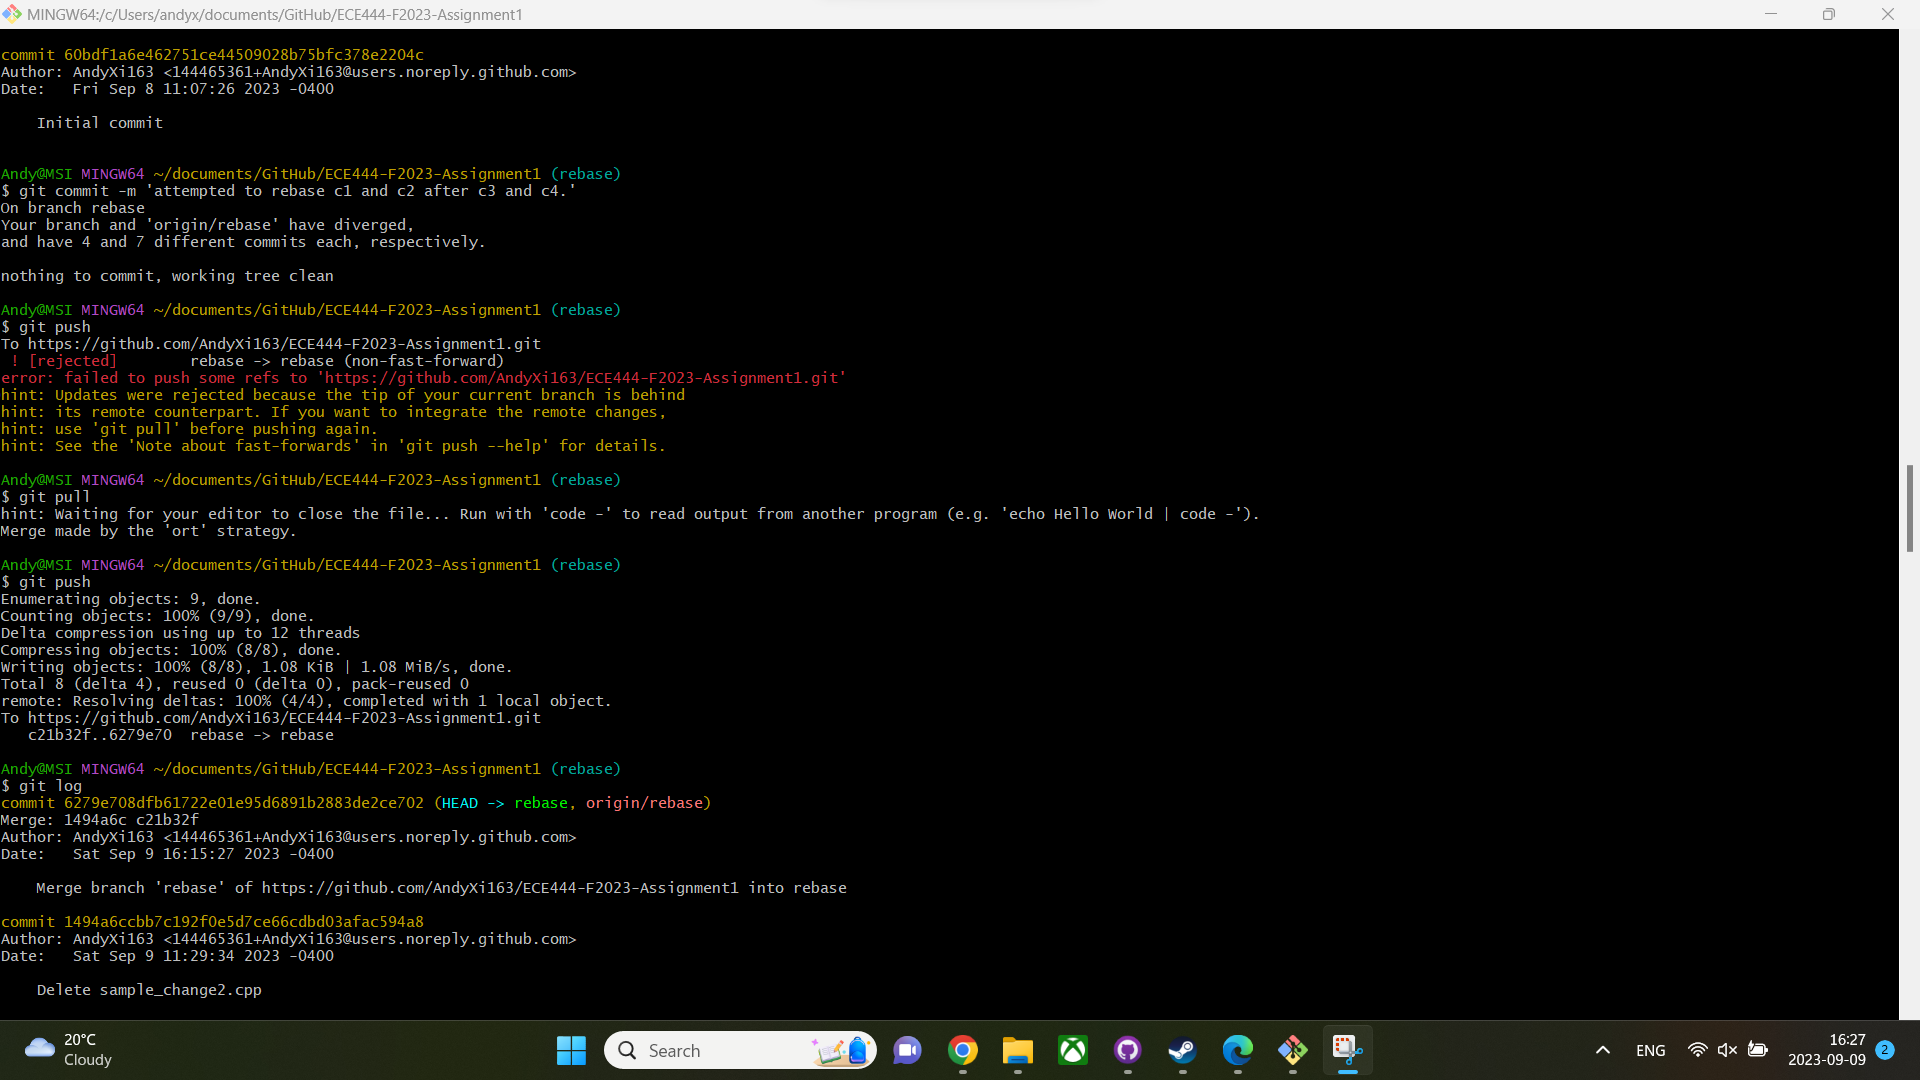 MINGW64:/c/Users/andyx/documents/GitHub/ECE444-F2023-Assignment1
commit 60bdf1a6e462751ce44509028b75bfc378e2204c
Author: AndyXi163 <144465361+AndyXi163@users.noreply.github.com>
Date:   Fri Sep 8 11:07:26 2023 -0400
    Initial commit
Andy@MSI MINGW64 ~/documents/GitHub/ECE444-F2023-Assignment1 (rebase)
$ git commit -m 'attempted to rebase c1 and c2 after c3 and c4.'
On branch rebase
Your branch and 'origin/rebase' have diverged,
and have 4 and 7 different commits each, respectively.
nothing to commit, working tree clean
Andy@MSI MINGW64 ~/documents/GitHub/ECE444-F2023-Assignment1 (rebase)
$ git push
To https://github.com/AndyXi163/ECE444-F2023-Assignment1.git
 ! [rejected]        rebase -> rebase (non-fast-forward)
error: failed to push some refs to 'https://github.com/AndyXi163/ECE444-F2023-Assignment1.git'
hint: Updates were rejected because the tip of your current branch is behind
hint: its remote counterpart. If you want to integrate the remote changes,
hint: use 'git pull' before pushing again.
hint: See the 'Note about fast-forwards' in 'git push --help' for details.
Andy@MSI MINGW64 ~/documents/GitHub/ECE444-F2023-Assignment1 (rebase)
$ git pull
hint: Waiting for your editor to close the file... Run with 'code -' to read output from another program (e.g. 'echo Hello World | code -').
Merge made by the 'ort' strategy.
Andy@MSI MINGW64 ~/documents/GitHub/ECE444-F2023-Assignment1 (rebase)
$ git push
Enumerating objects: 9, done.
Counting objects: 100% (9/9), done.
Delta compression using up to 12 threads
Compressing objects: 100% (8/8), done.
Writing objects: 100% (8/8), 1.08 KiB | 1.08 MiB/s, done.
Total 8 (delta 4), reused 0 (delta 0), pack-reused 0
remote: Resolving deltas: 100% (4/4), completed with 1 local object.
To https://github.com/AndyXi163/ECE444-F2023-Assignment1.git
   c21b32f..6279e70  rebase -> rebase
Andy@MSI MINGW64 ~/documents/GitHub/ECE444-F2023-Assignment1 (rebase)
$ git log
commit 6279e708dfb61722e01e95d6891b2883de2ce702 (HEAD -> rebase, origin/rebase)
Merge: 1494a6c c21b32f
Author: AndyXi163 <144465361+AndyXi163@users.noreply.github.com>
Date:   Sat Sep 9 16:15:27 2023 -0400
    Merge branch 'rebase' of https://github.com/AndyXi163/ECE444-F2023-Assignment1 into rebase
commit 1494a6ccbb7c192f0e5d7ce66cdbd03afac594a8
Author: AndyXi163 <144465361+AndyXi163@users.noreply.github.com>
Date:   Sat Sep 9 11:29:34 2023 -0400
    Delete sample_change2.cpp
20°C
Cloudy
Search
ENG
16:27
2023-09-09
2